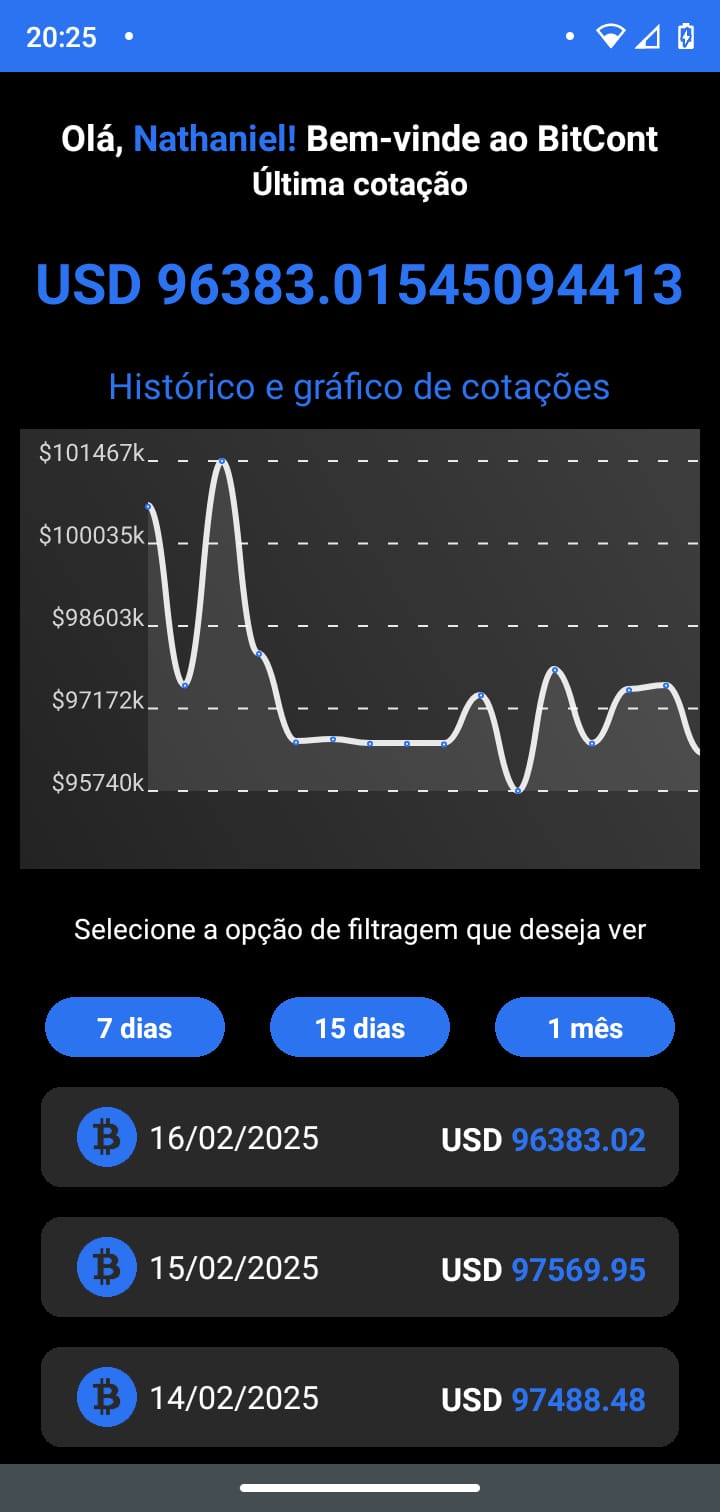 20:25
Olá, Nathaniel! Bem-vinde ao BitCont
Última cotação
USD 96383.01545094413
Histórico e gráfico de cotações
$101467k
$100035k
$98603k
$97172k
$95740k
Selecione a opção de filtragem que deseja ver
7 dias 15 dias 1 mês
16/02/2025 USD 96383.02
15/02/2025 USD 97569.95
14/02/2025 USD 97488.48